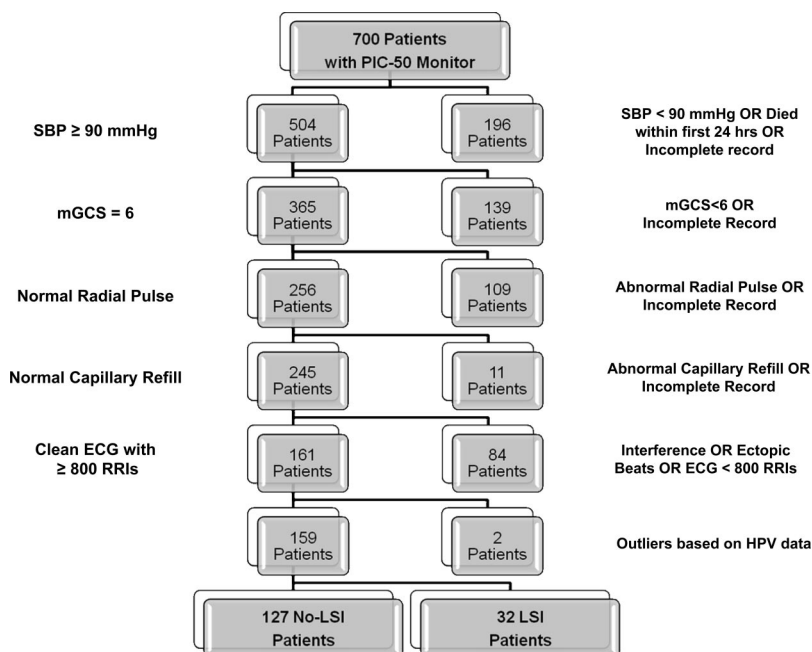 700 Patients
with PIC-50 Monitor
SBP ≥ 90 mmHg
504
Patients
196
Patients
SBP < 90 mmHg OR Died
within first 24 hrs OR
Incomplete record
mGCS = 6
365
Patients
139
Patients
mGCS<6 OR
Incomplete Record
Normal Radial Pulse
256
Patients
109
Patients
Abnormal Radial Pulse OR
Incomplete Record
Normal Capillary Refill
245
Patients
11
Patients
Abnormal Capillary Refill OR
Incomplete Record
Clean ECG with
≥ 800 RRIs
161
Patients
84
Patients
Interference OR Ectopic
Beats OR ECG < 800 RRIs
159
Patients
2
Patients
Outliers based on HPV data
127 No-LSI
Patients
32 LSI
Patients